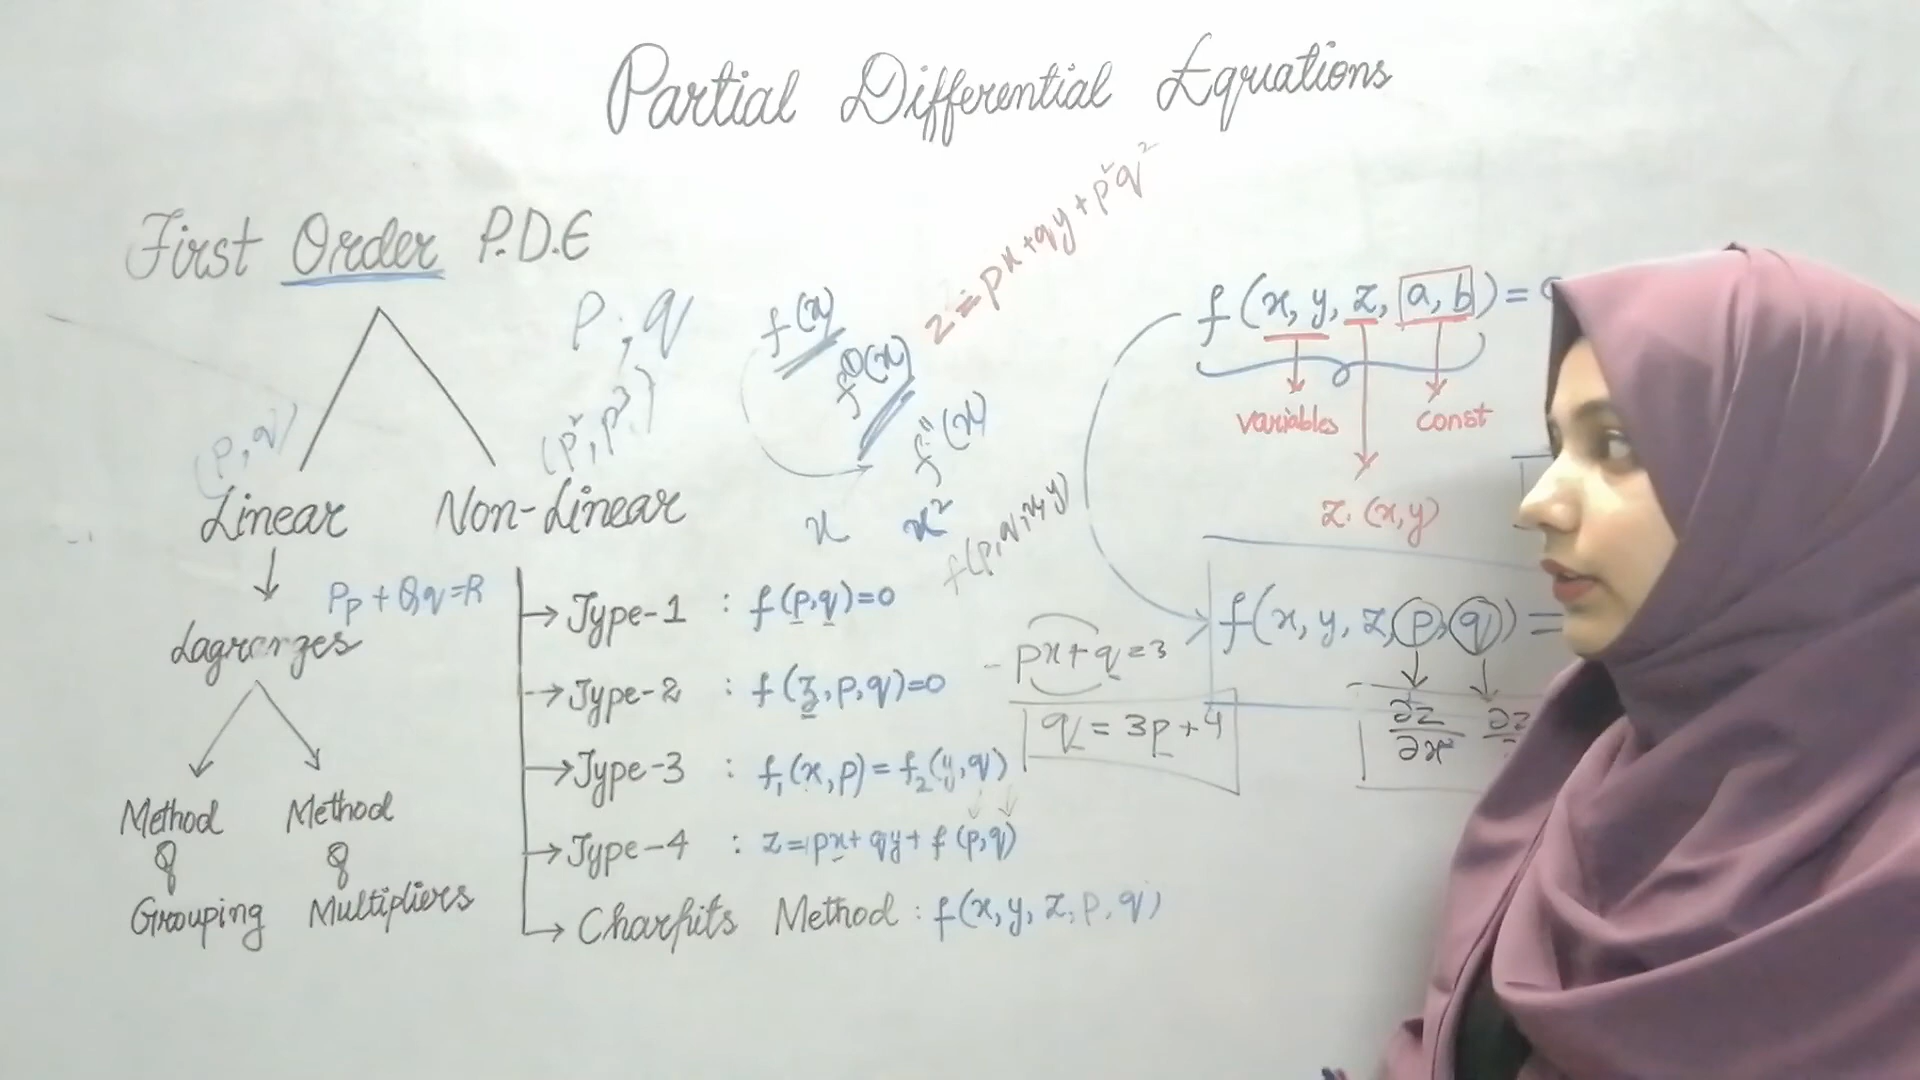 Partial Differential Equations
First Order P.D.E
p, q
(p, q)
(p², p³)
Linear
Non-Linear
Pp + Qq = R
Lagranges
Method
of
Grouping
Method
of
Multipliers
→ Type-1 : f(p,q)=0
→ Type-2 : f(z,p,q)=0
→ Type-3 : f₁(x,p) = f₂(y,q)
→ Type-4 : z = px + qy + f(p,q)
→ Charpits Method : f(x, y, z, p, q)
f(x)
f'(x)
f''(x)
x x²
z = px + qy + p²q²
f(p, q, x, y)
px + q = 3
q = 3p + 4
f(x, y, z, a, b) =
variables
const
z. (x,y)
f(x, y, z, p, q) =
∂z
∂x
∂z